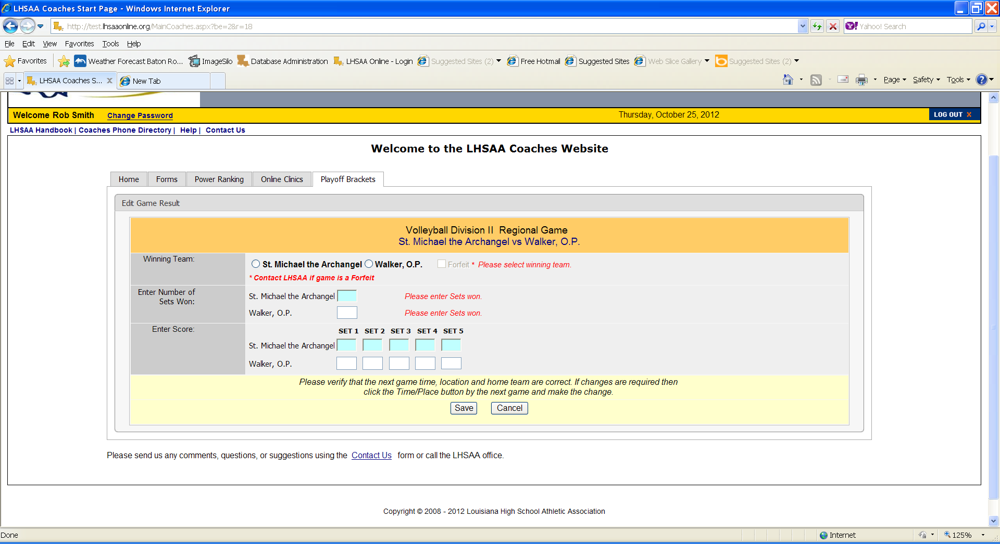 LHSAA Coaches Start Page - Windows Internet Explorer
http://test.lhsaaonline.org/MainCoaches.aspx?be=2&r=18
Yahoo! Search
File Edit View Favorites Tools Help
Favorites Weather Forecast Baton Ro... ImageSilo Database Administration LHSAA Online - Login Suggested Sites (2) Free Hotmail Suggested Sites Web Slice Gallery Suggested Sites (2)
LHSAA Coaches S... New Tab Page Safety Tools
Welcome Rob Smith Change Password Thursday, October 25, 2012 LOG OUT X
LHSAA Handbook | Coaches Phone Directory | Help | Contact Us
Welcome to the LHSAA Coaches Website
Home Forms Power Ranking Online Clinics Playoff Brackets
Edit Game Result
Volleyball Division II Regional Game
St. Michael the Archangel vs Walker, O.P.
Winning Team: St. Michael the Archangel Walker, O.P. Forfeit * Please select winning team.
* Contact LHSAA if game is a Forfeit
Enter Number of
Sets Won:
St. Michael the Archangel Please enter Sets won.
Walker, O.P. Please enter Sets won.
Enter Score:
SET 1 SET 2 SET 3 SET 4 SET 5
St. Michael the Archangel
Walker, O.P.
Please verify that the next game time, location and home team are correct. If changes are required then
click the Time/Place button by the next game and make the change.
Save Cancel
Please send us any comments, questions, or suggestions using the Contact Us form or call the LHSAA office.
Copyright © 2008 - 2012 Louisiana High School Athletic Association
Done Internet 125%